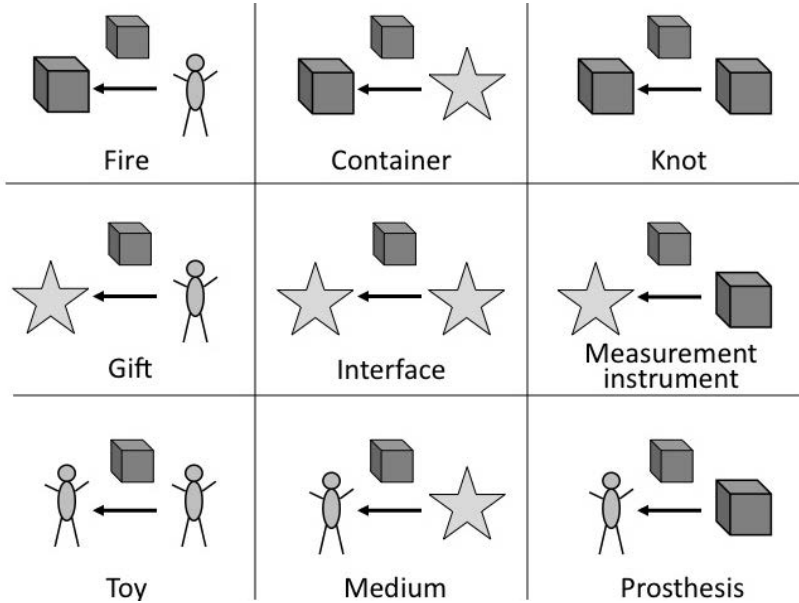 Fire
Container
Knot
Gift
Interface
Measurement
instrument
Toy
Medium
Prosthesis